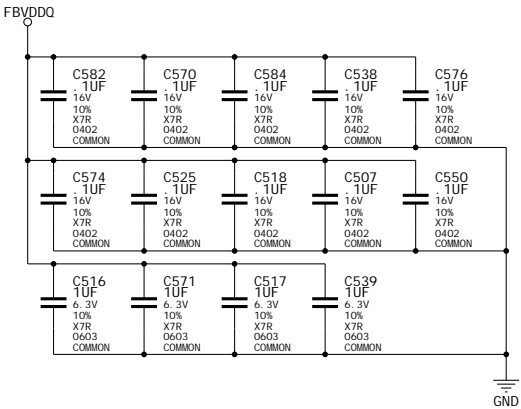 FBVDDQ
C582
. 1UF
16V
10%
X7R
0402
COMMON
C570
. 1UF
16V
10%
X7R
0402
COMMON
C584
. 1UF
16V
10%
X7R
0402
COMMON
C538
. 1UF
16V
10%
X7R
0402
COMMON
C576
. 1UF
16V
10%
X7R
0402
COMMON
C574
. 1UF
16V
10%
X7R
0402
COMMON
C525
. 1UF
16V
10%
X7R
0402
COMMON
C518
. 1UF
16V
10%
X7R
0402
COMMON
C507
. 1UF
16V
10%
X7R
0402
COMMON
C550
. 1UF
16V
10%
X7R
0402
COMMON
C516
1UF
6. 3V
10%
X7R
0603
COMMON
C571
1UF
6. 3V
10%
X7R
0603
COMMON
C517
1UF
6. 3V
10%
X7R
0603
COMMON
C539
1UF
6. 3V
10%
X7R
0603
COMMON
GND